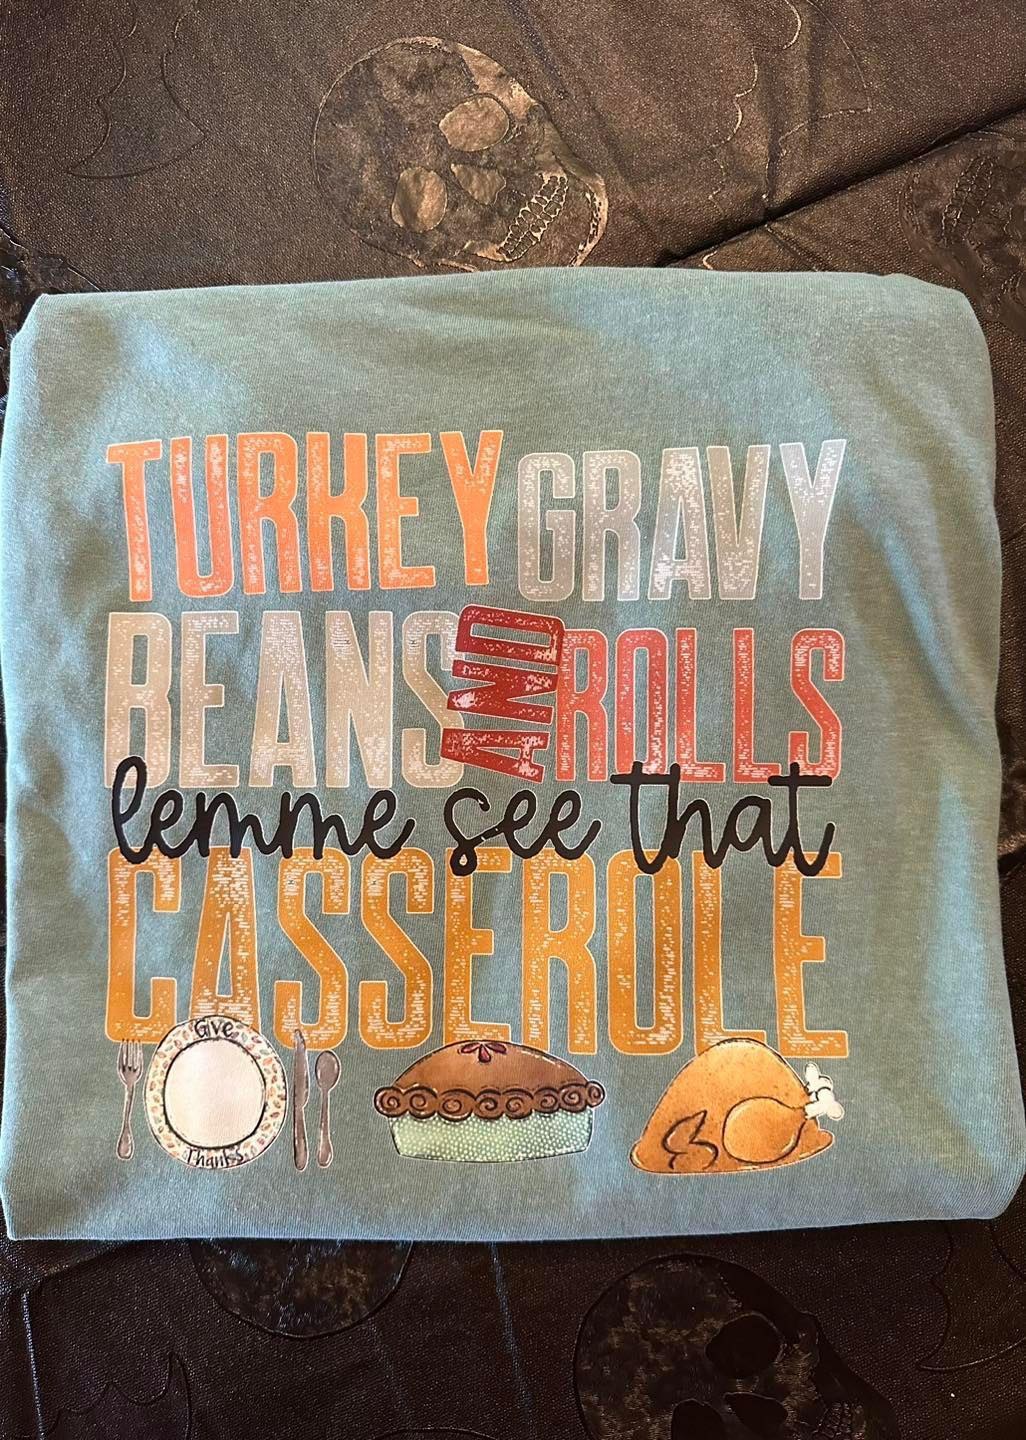 TURKEY GRAVY
BEANS AND ROLLS
lemme see that
CASSEROLE
Give
Thanks